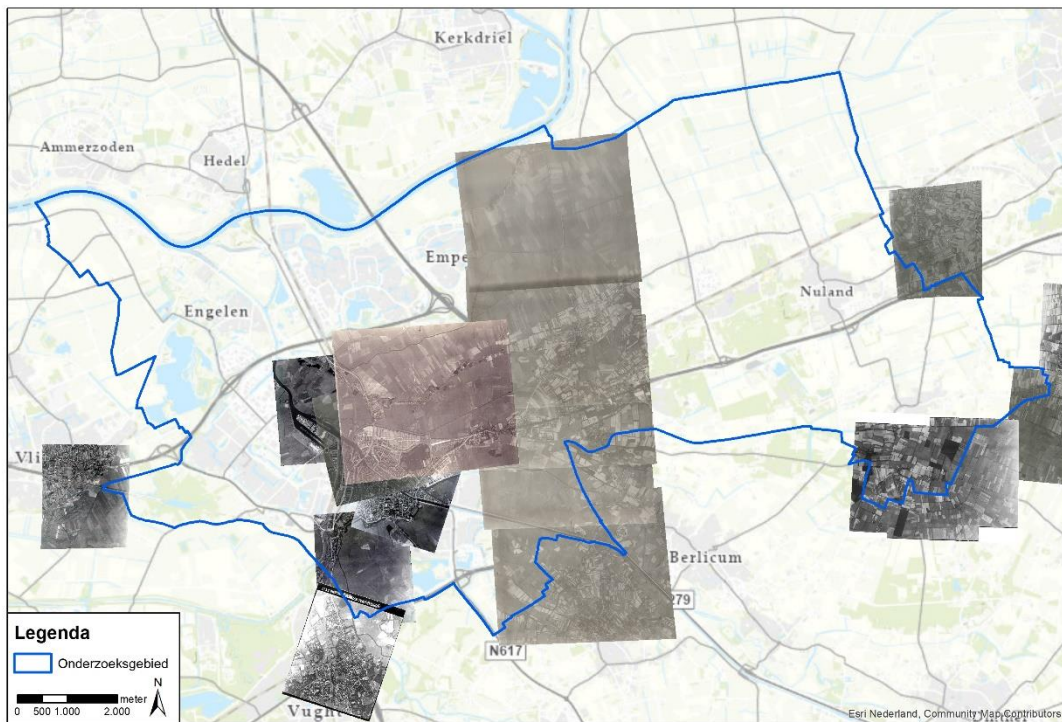 Kerkdriel
Ammerzoden
Hedel
Empe
Engelen
Nuland
Vli
Berlicum
279
N617
Vught
Legenda
Onderzoeksgebied
meter
0 500 1.000 2.000
N
Esri Nederland, Community Map Contributors